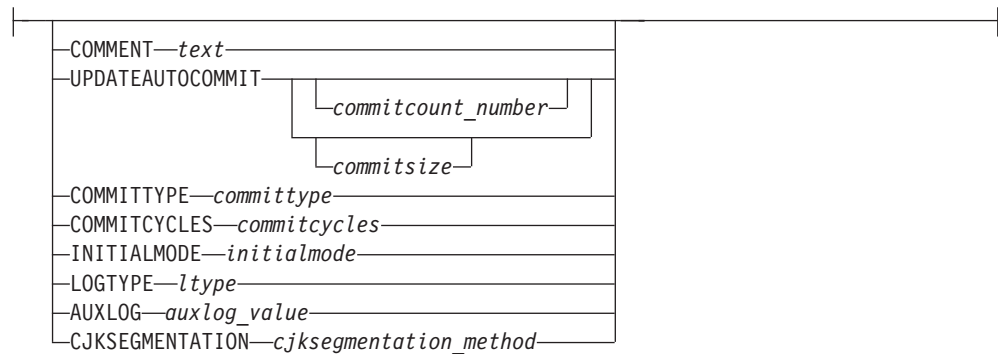 COMMENT text
UPDATEAUTOCOMMIT
commitcount_number
commitsize
COMMITTYPE committype
COMMITCYCLES commitcycles
INITIALMODE initialmode
LOGTYPE ltype
AUXLOG auxlog_value
CJKSEGMENTATION cjksegmentation_method